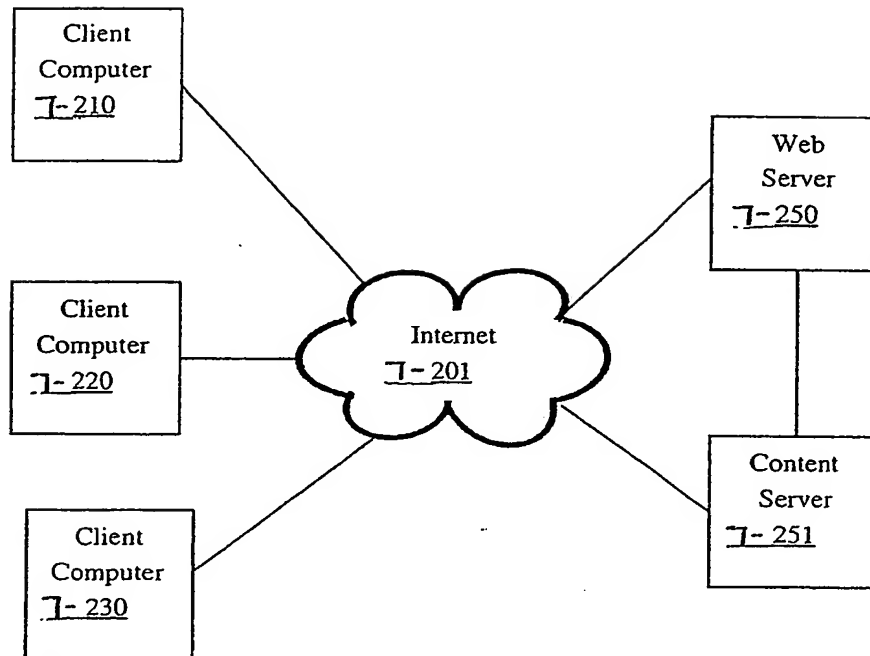 Client
Computer
7-210
Client
Computer
7-220
Client
Computer
7-230
Internet
7-201
Web
Server
7-250
Content
Server
7-251